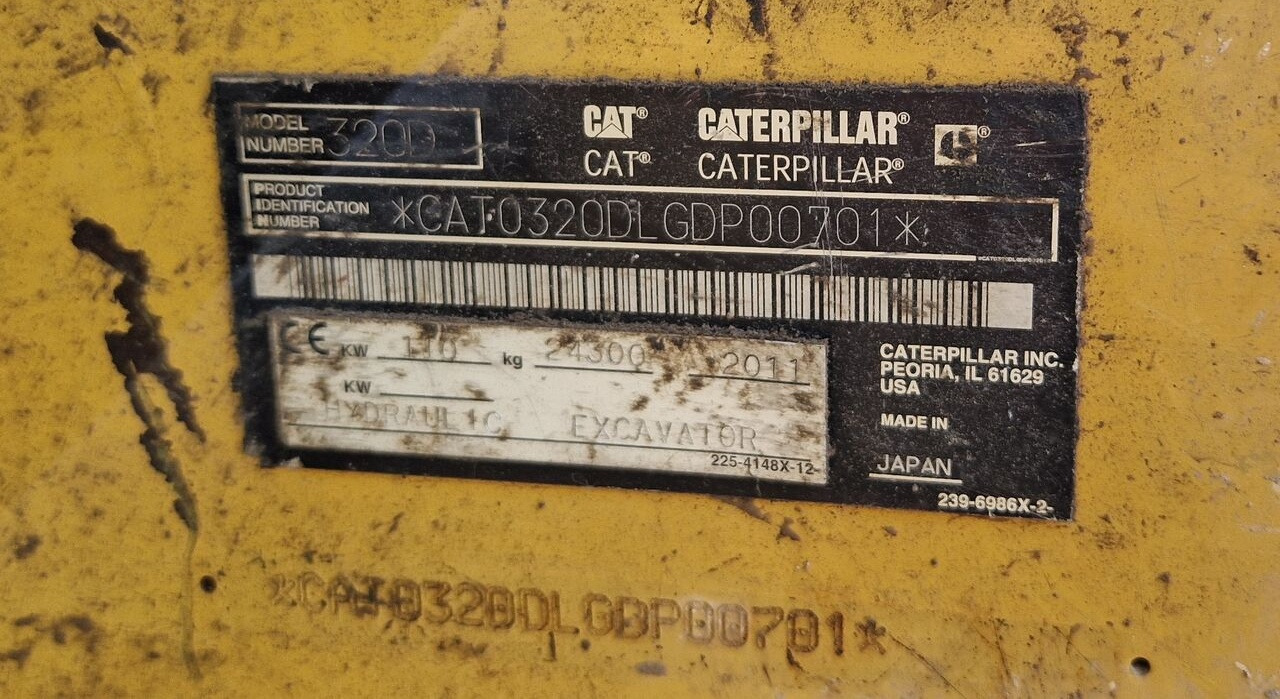 MODEL
NUMBER 320D
CAT® CATERPILLAR® ®
CAT® CATERPILLAR®
PRODUCT
IDENTIFICATION
NUMBER
*CAT0320DLGDP00701*
CE KW 110 kg 24300 2011
KW
HYDRAULIC EXCAVATOR
225-4148X-12-
CATERPILLAR INC.
PEORIA, IL 61629
USA
MADE IN
JAPAN
239-6986X-2-
*CAT0320DLGDP00701*